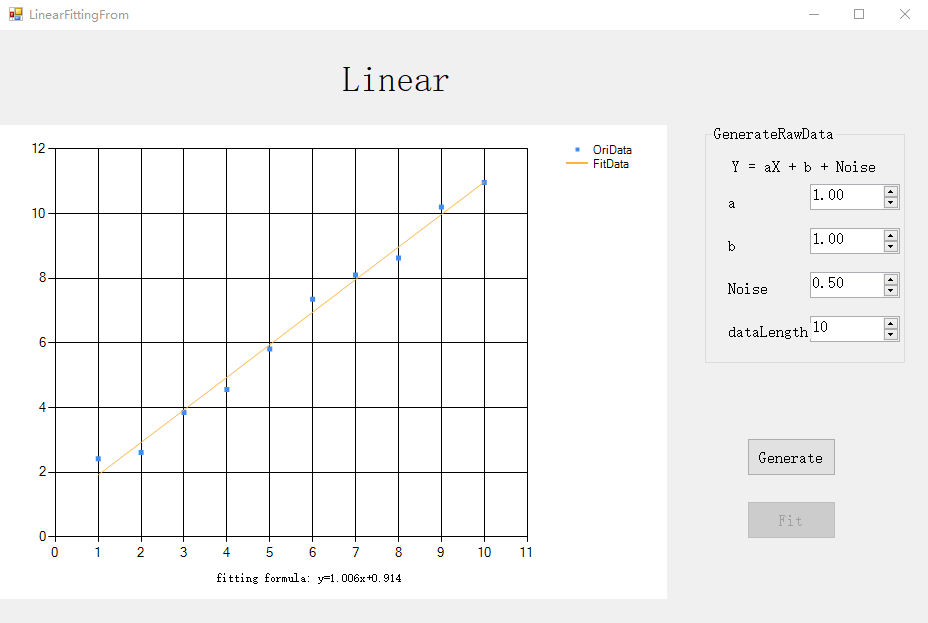 LinearFittingFrom
Linear
12
10
8
6
4
2
0
0 1 2 3 4 5 6 7 8 9 10 11
OriData
FitData
fitting formula: y=1.006x+0.914
GenerateRawData
Y = aX + b + Noise
a 1.00
b 1.00
Noise 0.50
dataLength 10
Generate
Fit